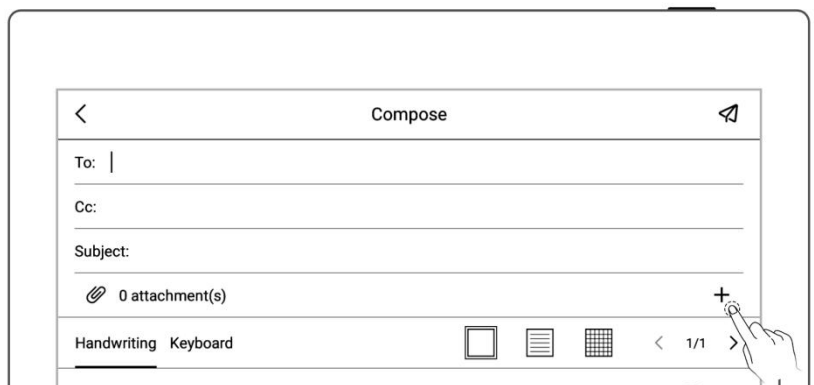 Compose
To:
Cc:
Subject:
0 attachment(s)
Handwriting Keyboard 1/1